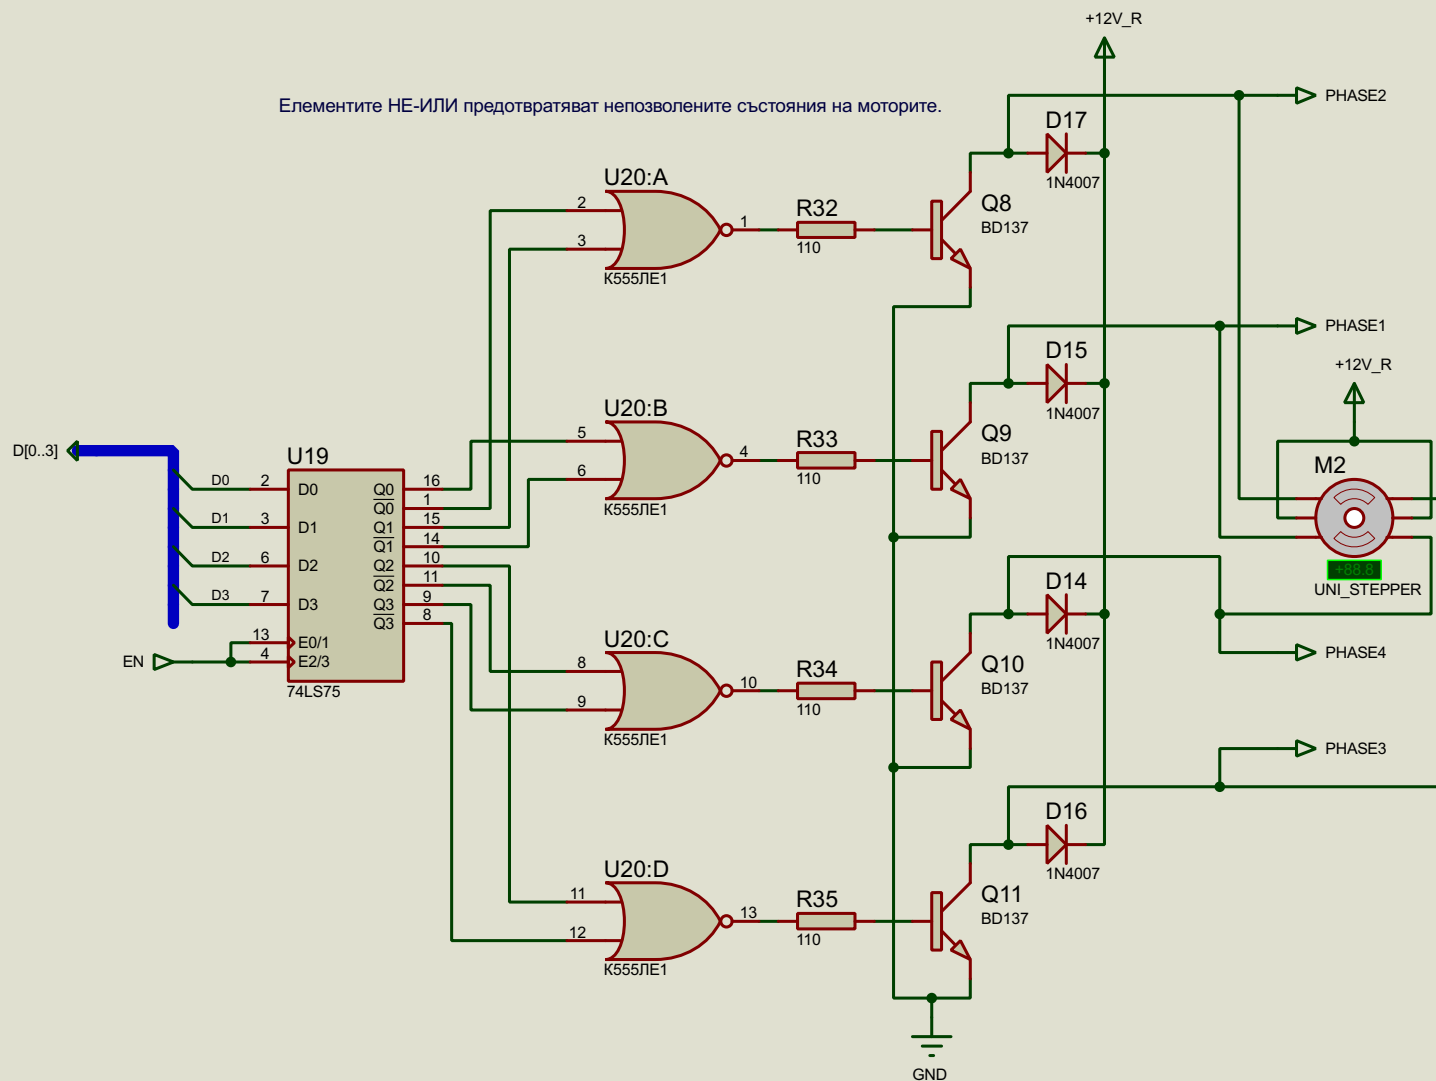 +12V_R
PHASE2
Елементите НЕ-ИЛИ предотвратяват непозволените състояния на моторите.
D17
1N4007
U20:A
2
3
1
К555ЛЕ1
R32
110
Q8
BD137
PHASE1
D15
1N4007
+12V_R
U20:B
5
6
4
К555ЛЕ1
R33
110
Q9
BD137
D[0..3]
U19
D0
2
D0
Q0
16
Q0
1
D1
3
D1
Q1
15
Q1
14
D2
6
D2
Q2
10
Q2
11
D3
7
D3
Q3
9
Q3
8
13
E0/1
EN
4
E2/3
74LS75
M2
+88.8
UNI_STEPPER
D14
1N4007
U20:C
8
9
10
К555ЛЕ1
R34
110
Q10
BD137
PHASE4
PHASE3
D16
1N4007
U20:D
11
12
13
К555ЛЕ1
R35
110
Q11
BD137
GND